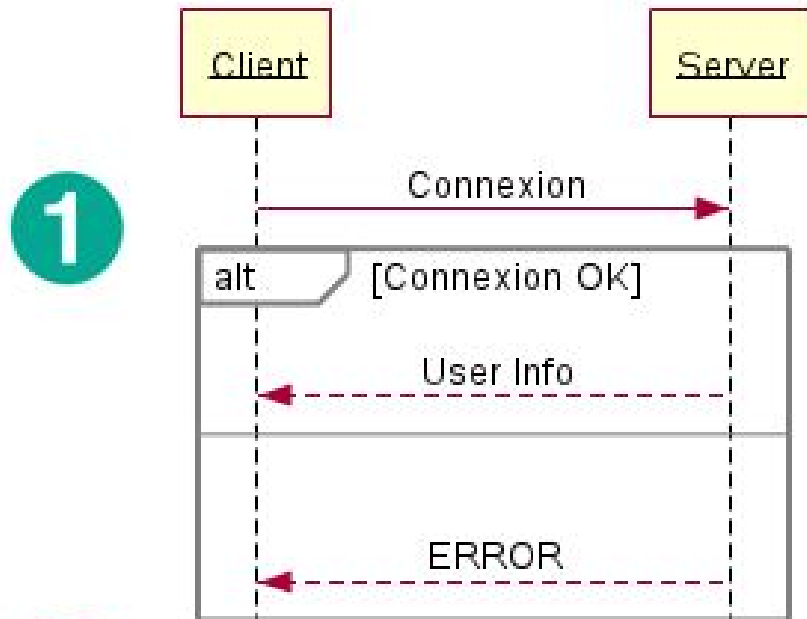 Client
Server
1
Connexion
alt [Connexion OK]
User Info
ERROR